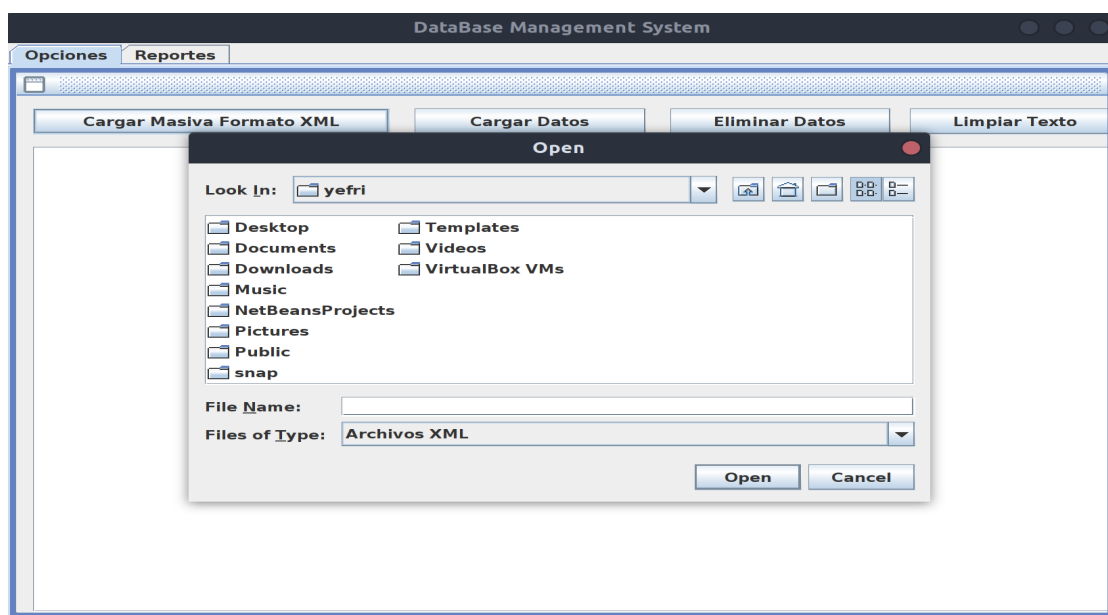 DataBase Management System
Opciones Reportes
Cargar Masiva Formato XML Cargar Datos Eliminar Datos Limpiar Texto
Open
Look In: yefri
Desktop Templates
Documents Videos
Downloads VirtualBox VMs
Music
NetBeansProjects
Pictures
Public
snap
File Name:
Files of Type: Archivos XML
Open Cancel